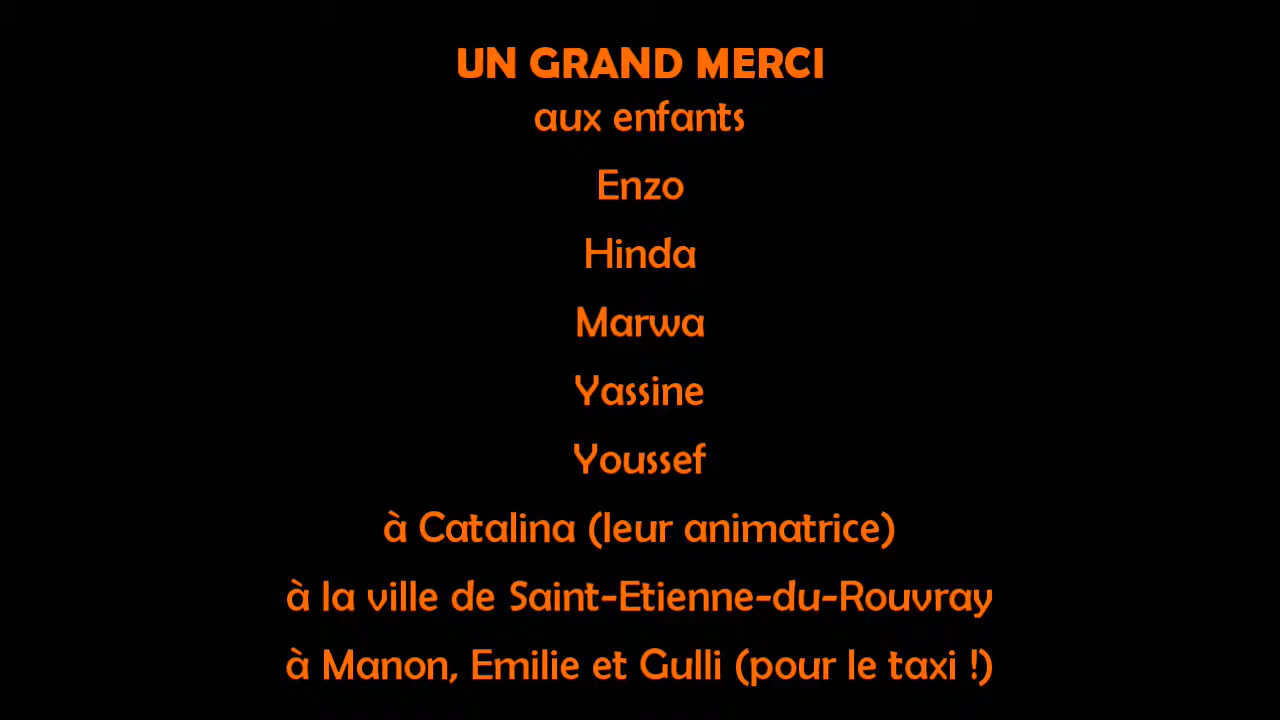 UN GRAND MERCI
aux enfants
Enzo
Hinda
Marwa
Yassine
Youssef
à Catalina (leur animatrice)
à la ville de Saint-Etienne-du-Rouvray
à Manon, Emilie et Gulli (pour le taxi !)